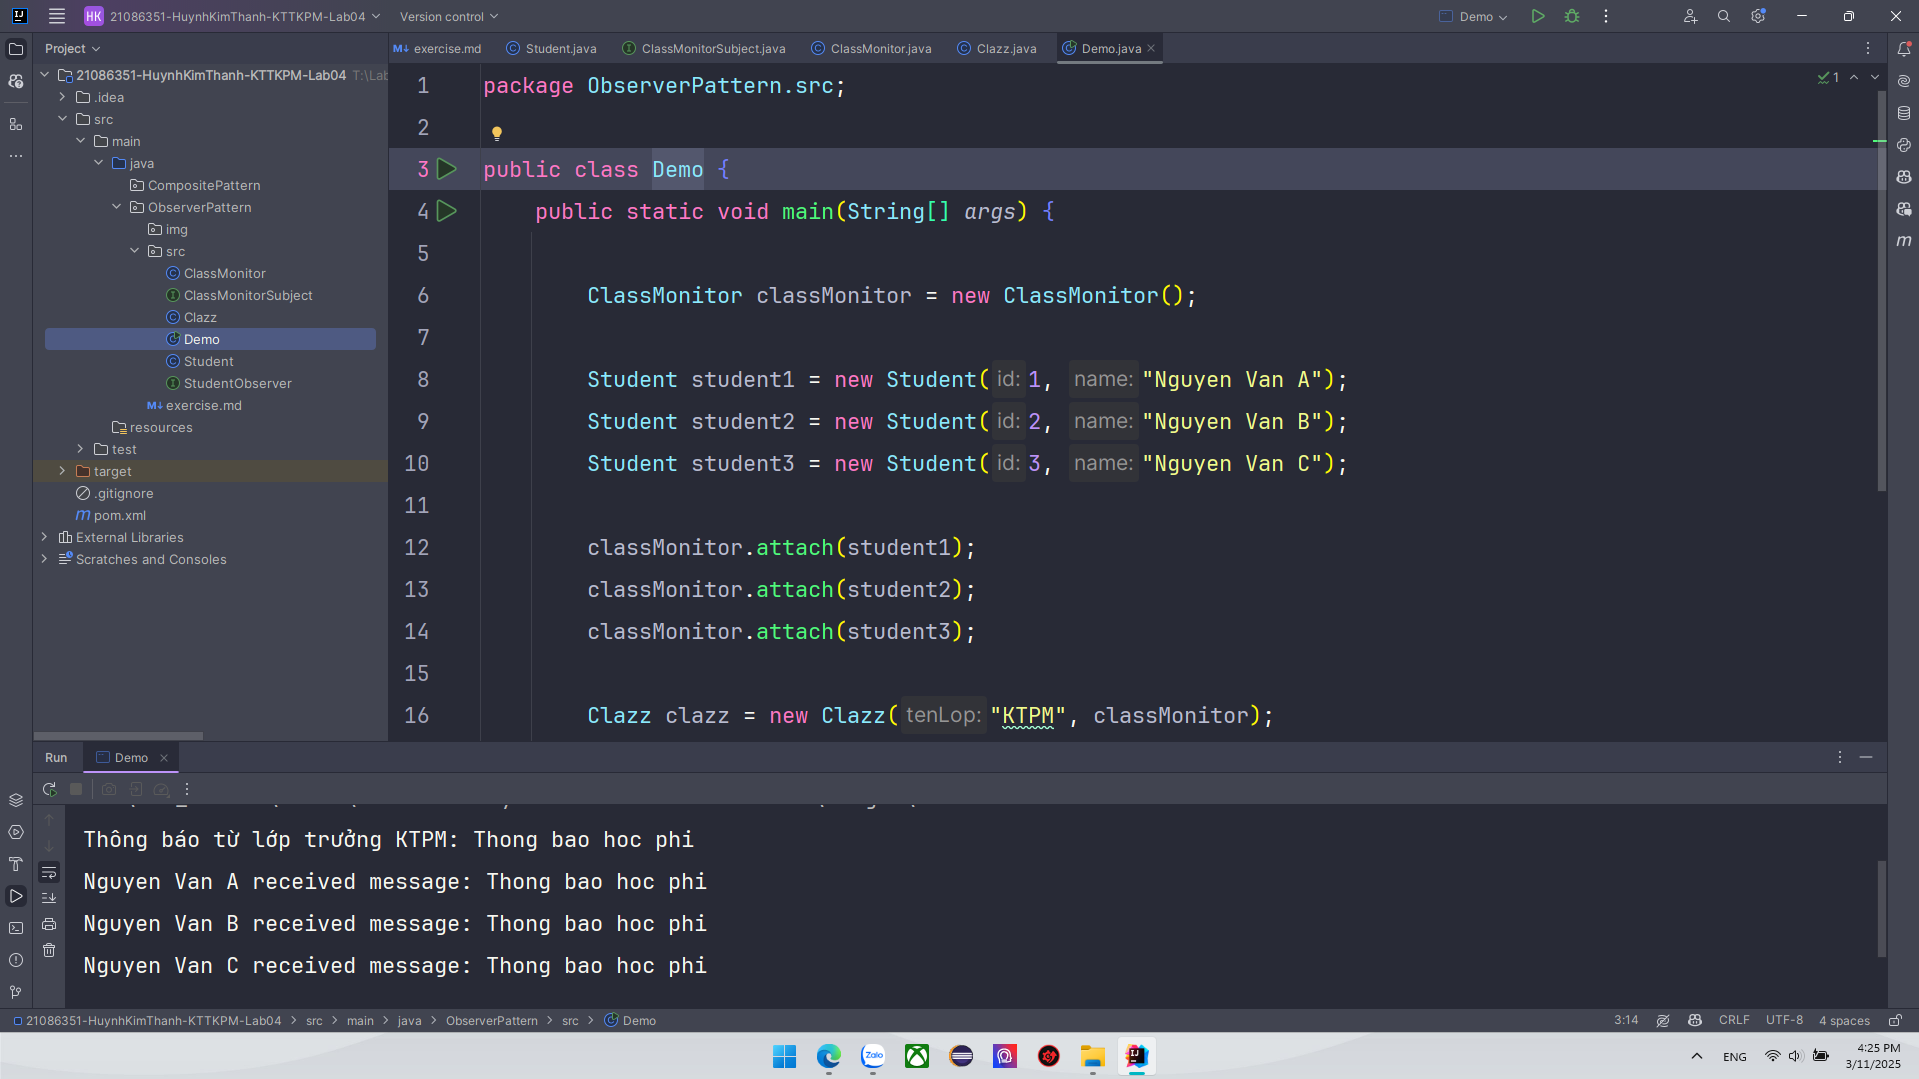 HK 21086351-HuynhKimThanh-KTTKPM-Lab04 Version control Demo
Project
exercise.md Student.java ClassMonitorSubject.java ClassMonitor.java Clazz.java Demo.java
21086351-HuynhKimThanh-KTTKPM-Lab04 T:\Lab
.idea
src
main
java
CompositePattern
ObserverPattern
img
src
ClassMonitor
ClassMonitorSubject
Clazz
Demo
Student
StudentObserver
exercise.md
resources
test
target
.gitignore
pom.xml
External Libraries
Scratches and Consoles
1 package ObserverPattern.src;
2
3 public class Demo {
4 public static void main(String[] args) {
5
6 ClassMonitor classMonitor = new ClassMonitor();
7
8 Student student1 = new Student( id: 1, name: "Nguyen Van A");
9 Student student2 = new Student( id: 2, name: "Nguyen Van B");
10 Student student3 = new Student( id: 3, name: "Nguyen Van C");
11
12 classMonitor.attach(student1);
13 classMonitor.attach(student2);
14 classMonitor.attach(student3);
15
16 Clazz clazz = new Clazz( tenLop: "KTPM", classMonitor);
1
Run Demo
Thông báo từ lớp trưởng KTPM: Thong bao hoc phi
Nguyen Van A received message: Thong bao hoc phi
Nguyen Van B received message: Thong bao hoc phi
Nguyen Van C received message: Thong bao hoc phi
21086351-HuynhKimThanh-KTTKPM-Lab04 > src > main > java > ObserverPattern > src > Demo
3:14 CRLF UTF-8 4 spaces
Zalo
ENG
4:25 PM
3/11/2025